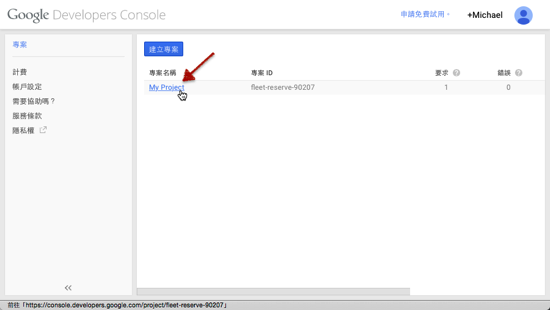 Google Developers Console
申請免費試用
+Michael
專案
計費
帳戶設定
需要協助嗎？
服務條款
隱私權
建立專案
專案名稱 專案 ID 要求 ? 錯誤 ?
My Project fleet-reserve-90207 1 0
前往「https://console.developers.google.com/project/fleet-reserve-90207」